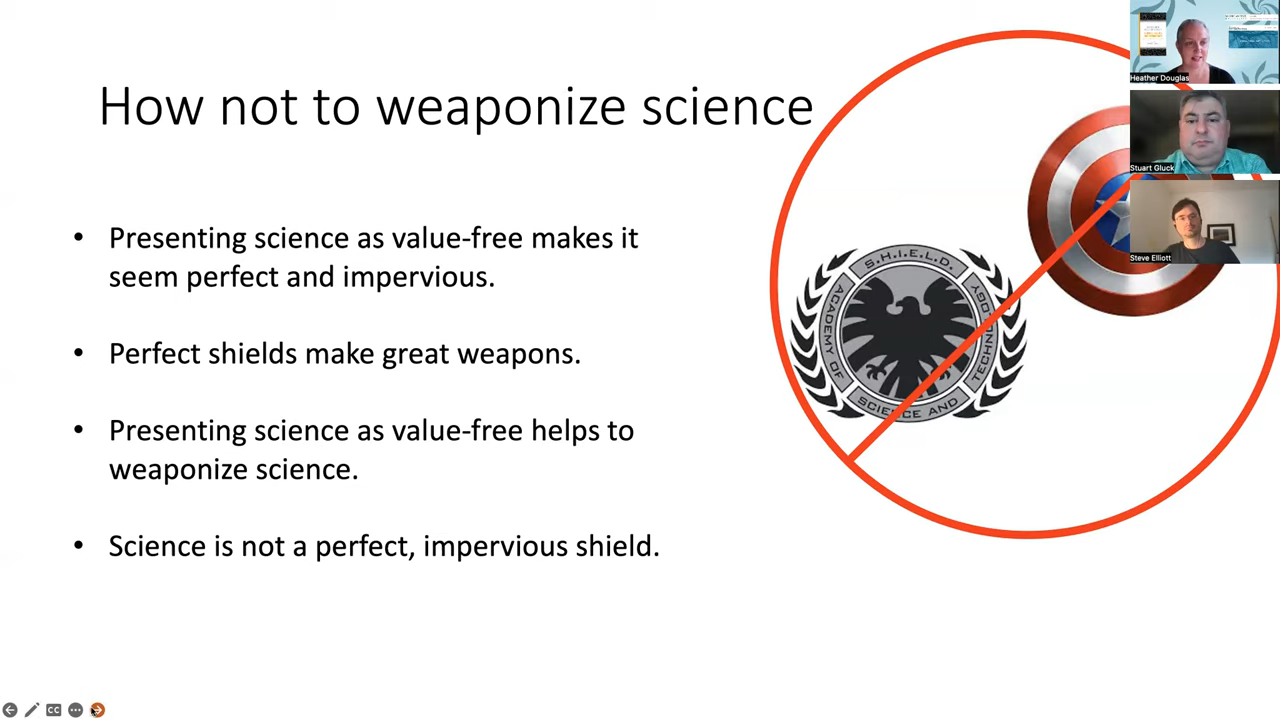 How not to weaponize science
• Presenting science as value-free makes it
seem perfect and impervious.
• Perfect shields make great weapons.
• Presenting science as value-free helps to
weaponize science.
• Science is not a perfect, impervious shield.
S.H.I.E.L.D.
ACADEMY OF
SCIENCE AND
TECHNOLOGY
Heather Douglas
Stuart Gluck
Steve Elliott
CC